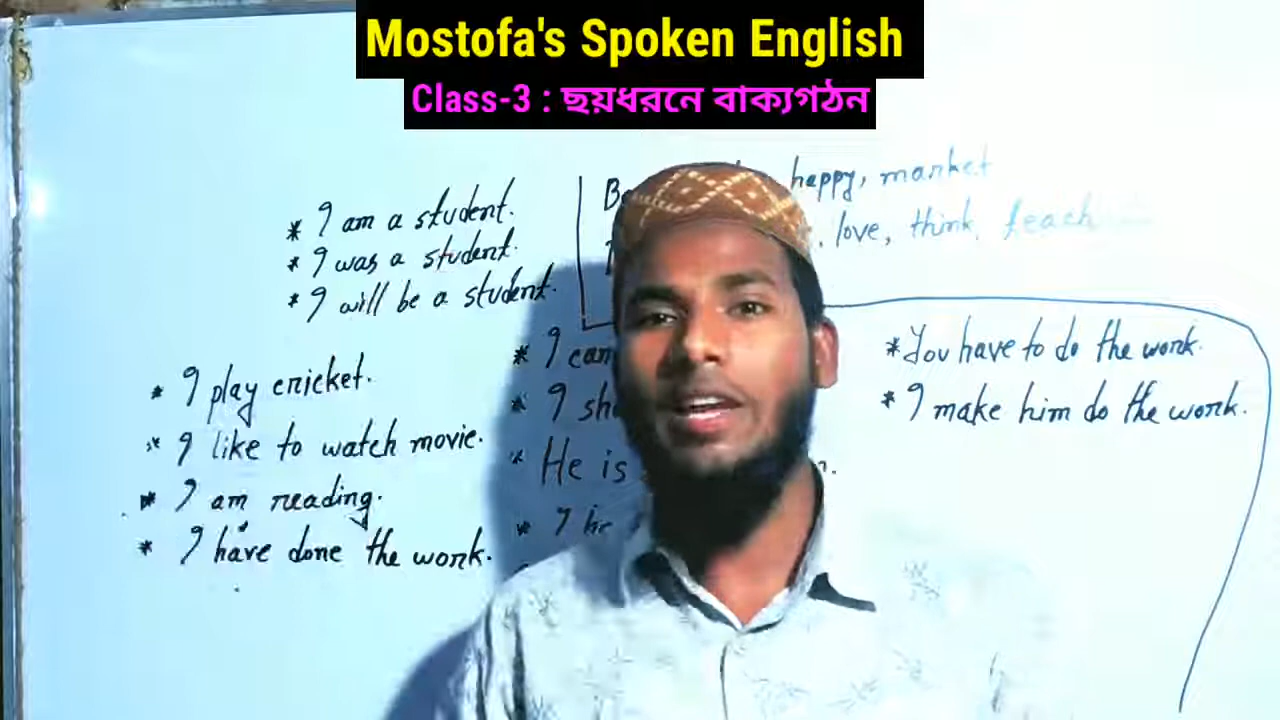 Mostofa's Spoken English
Class-3 : ছয়ধরনে বাক্যগঠন
happy, market
love, think, teach
* I am a student.
* I was a student.
* I will be a student.
* I play cricket.
* I like to watch movie.
* I am reading.
* I have done the work.
* I can
* I
* He is
* I
* You have to do the work.
* I make him do the work.